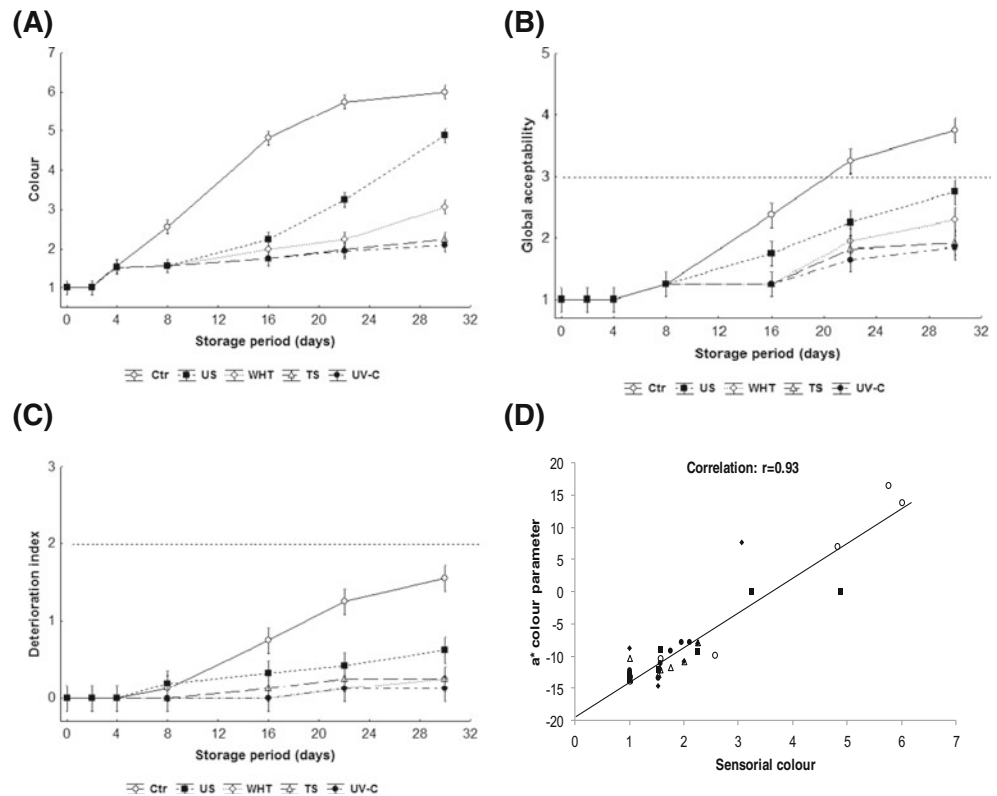 (A)
7
6
5
4
3
2
1
Colour
0 4 8 12 16 20 24 28 32
Storage period (days)
Ctr US WHT TS UV-C
(B)
5
4
3
2
1
Global acceptability
0 4 8 12 16 20 24 28 32
Storage period (days)
Ctr US WHT TS UV-C
(C)
3
2
1
0
Deterioration index
0 4 8 12 16 20 24 28 32
Storage period (days)
Ctr US WHT TS UV-C
(D)
Correlation: r=0.93
20
15
10
5
0
-5
-10
-15
-20
a* colour parameter
0 1 2 3 4 5 6 7
Sensorial colour